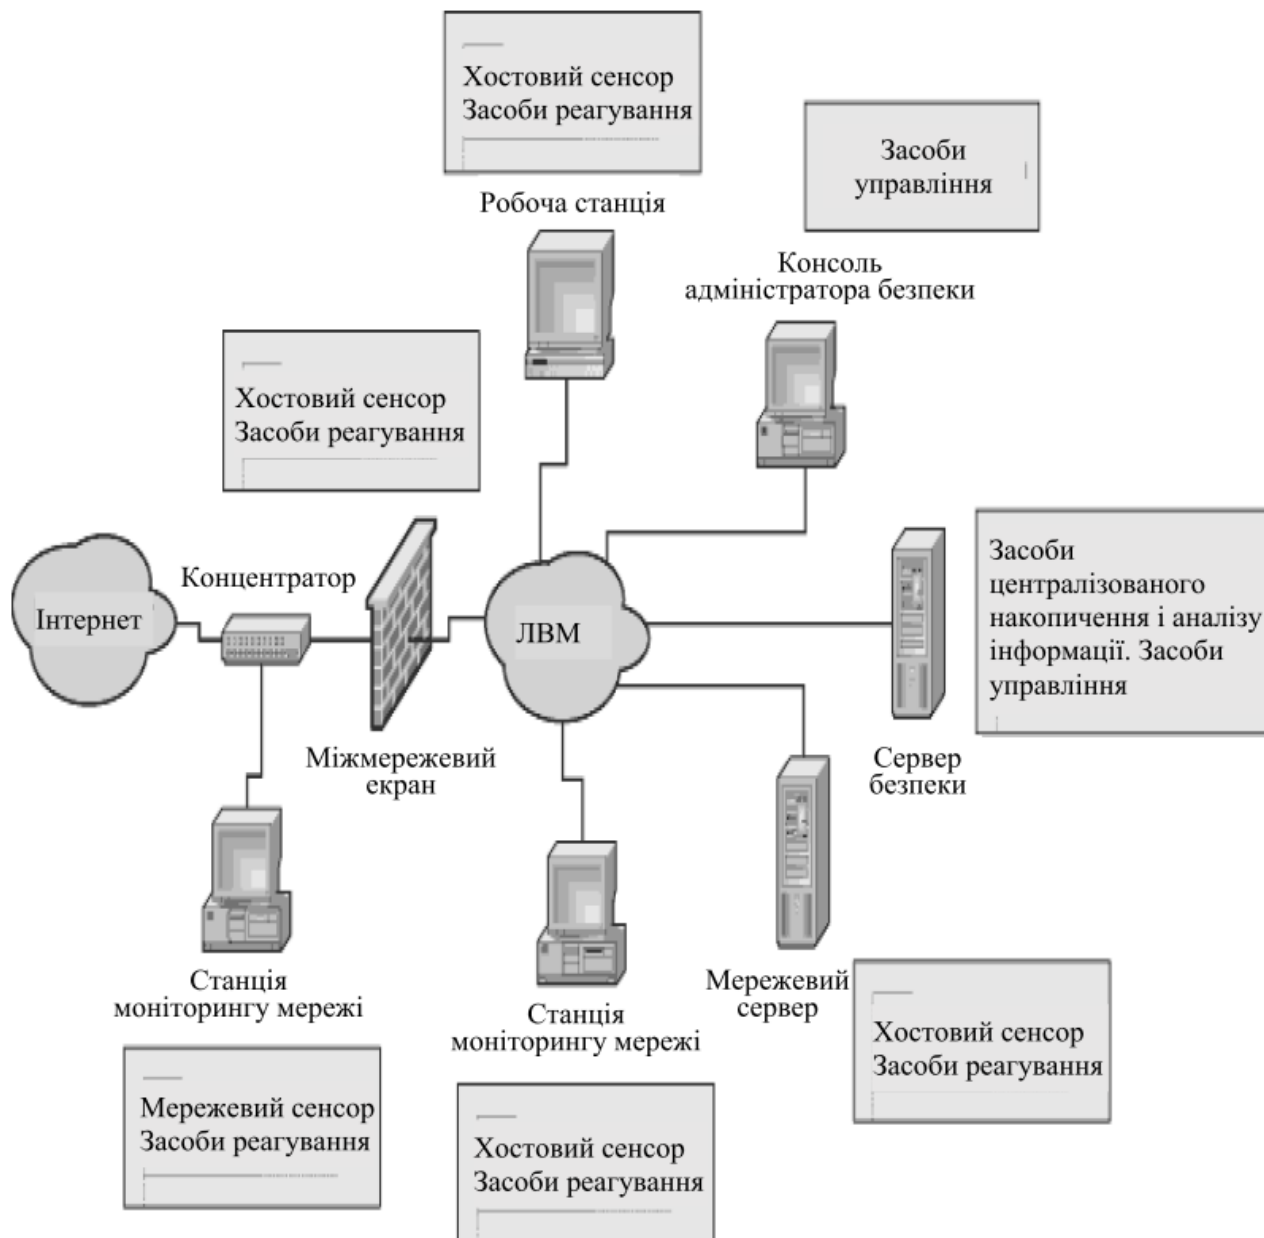 Хостовий сенсор
Засоби реагування
Робоча станція
Засоби
управління
Консоль
адміністратора безпеки
Хостовий сенсор
Засоби реагування
Інтернет
Концентратор
Міжмережевий
екран
ЛВМ
Засоби
централізованого
накопичення і аналізу
інформації. Засоби
управління
Сервер
безпеки
Станція
моніторингу мережі
Мережевий сенсор
Засоби реагування
Станція
моніторингу мережі
Хостовий сенсор
Засоби реагування
Мережевий
сервер
Хостовий сенсор
Засоби реагування